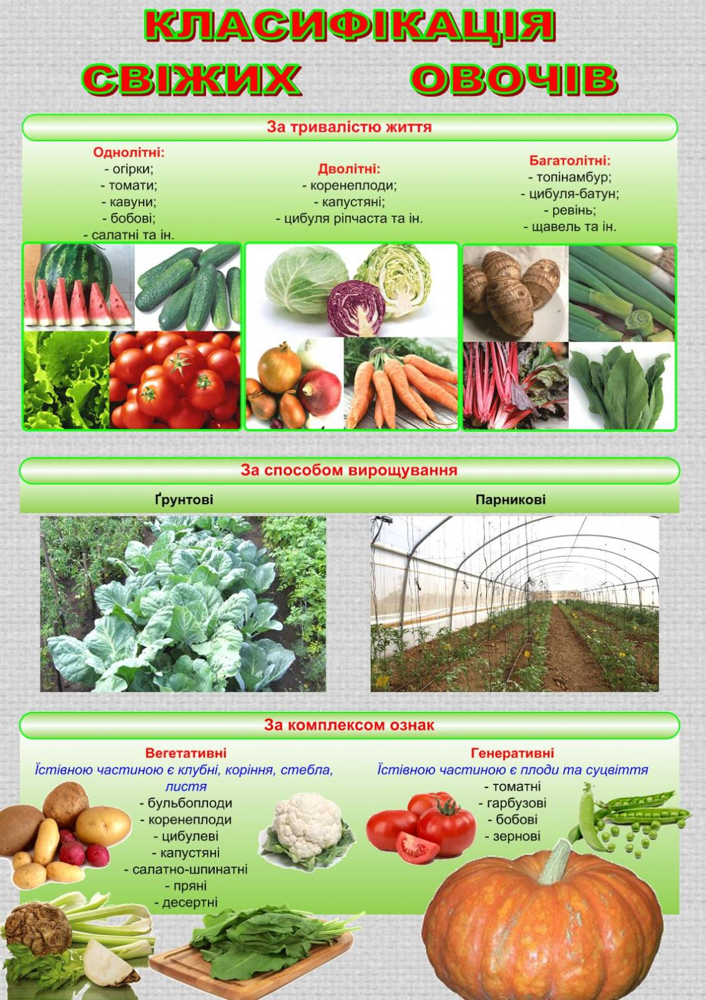 КЛАСИФІКАЦІЯ
СВІЖИХ ОВОЧІВ
За тривалістю життя
Однолітні:
- огірки;
- томати;
- кавуни;
- бобові;
- салатні та ін.
Дволітні:
- коренеплоди;
- капустяні;
- цибуля ріпчаста та ін.
Багатолітні:
- топінамбур;
- цибуля-батун;
- ревінь;
- щавель та ін.
За способом вирощування
Ґрунтові
Парникові
За комплексом ознак
Вегетативні
Їстівною частиною є клубні, коріння, стебла,
листя
- бульбоплоди
- коренеплоди
- цибулеві
- капустяні
- салатно-шпинатні
- пряні
- десертні
Генеративні
Їстівною частиною є плоди та суцвіття
- томатні
- гарбузові
- бобові
- зернові